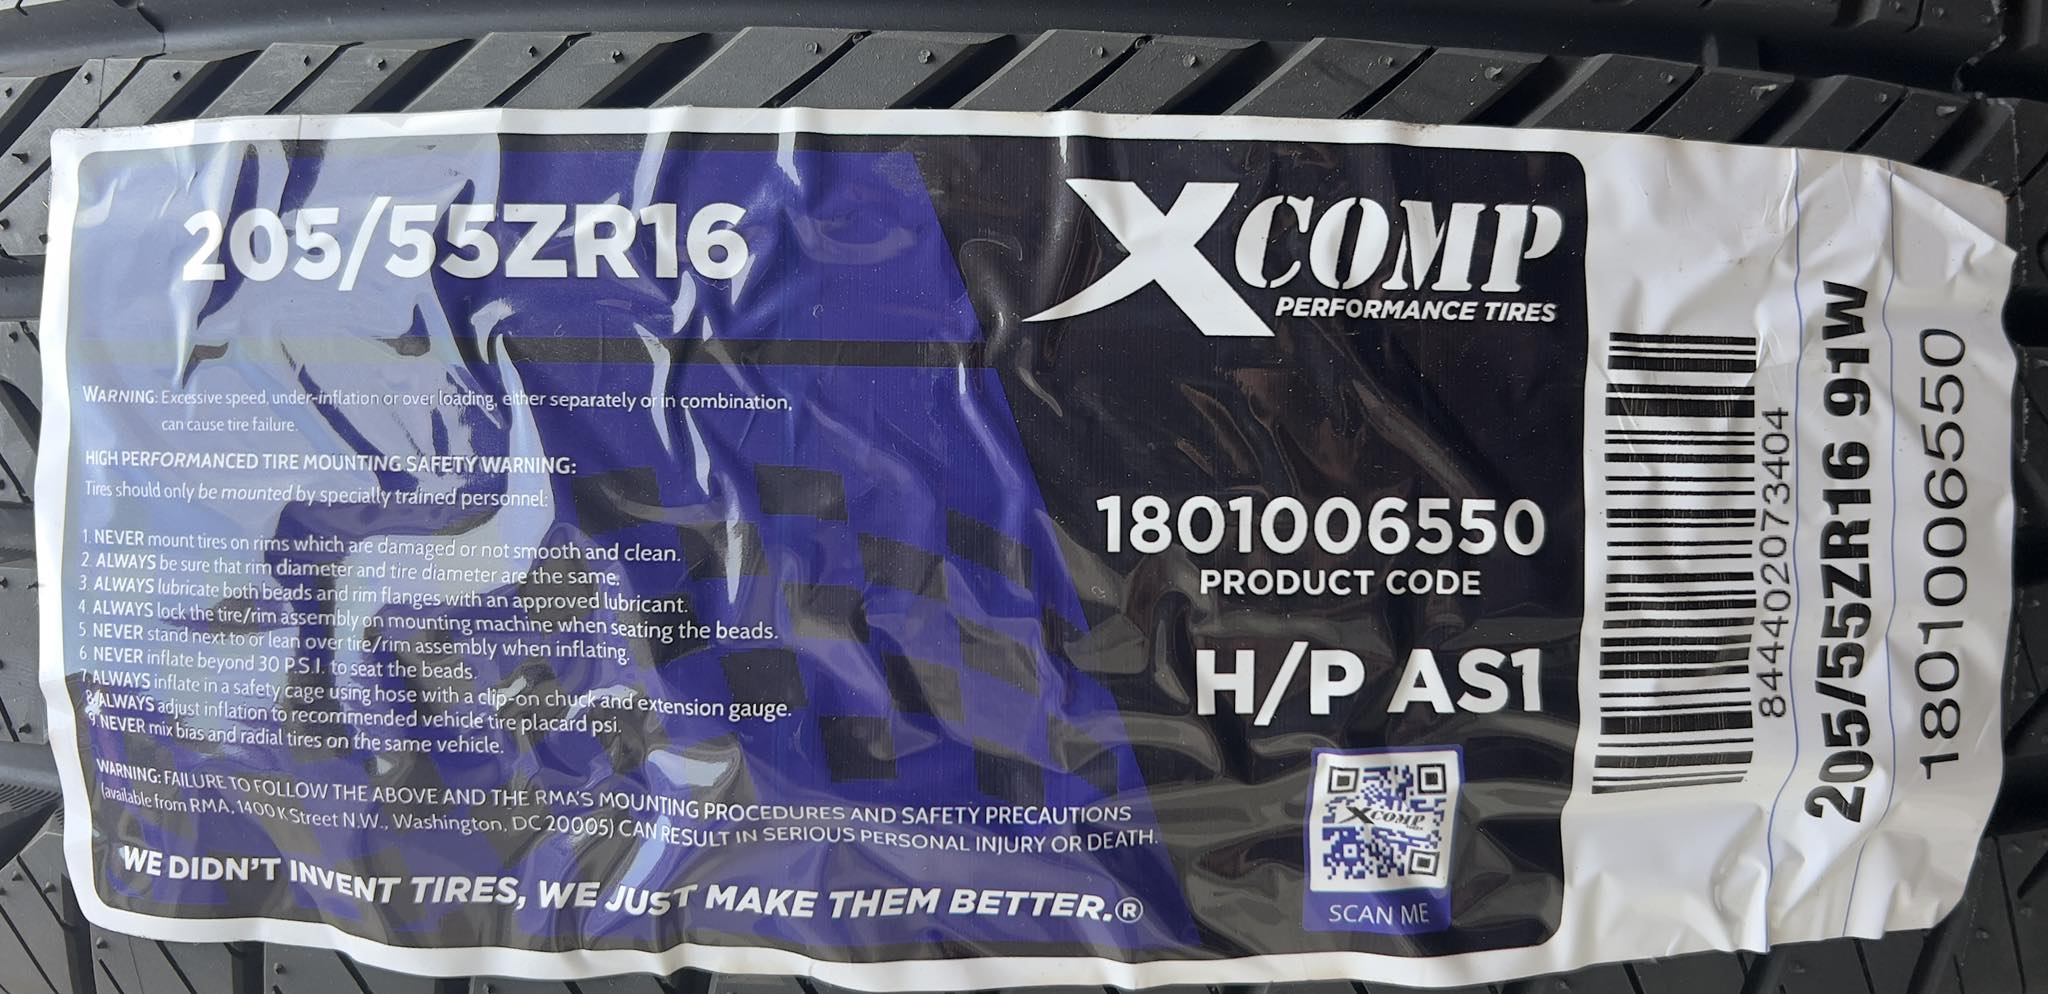 205/55ZR16
XCOMP
PERFORMANCE TIRES
WARNING: Excessive speed, under-inflation or over loading, either separately or in combination,
can cause tire failure.
HIGH PERFORMANCED TIRE MOUNTING SAFETY WARNING:
Tires should only be mounted by specially trained personnel:
1. NEVER mount tires on rims which are damaged or not smooth and clean.
2. ALWAYS be sure that rim diameter and tire diameter are the same.
3. ALWAYS lubricate both beads and rim flanges with an approved lubricant.
4. ALWAYS lock the tire/rim assembly on mounting machine when seating the beads.
5. NEVER stand next to or lean over tire/rim assembly when inflating.
6. NEVER inflate beyond 30 P.S.I. to seat the beads.
7. ALWAYS inflate in a safety cage using hose with a clip-on chuck and extension gauge.
8. ALWAYS adjust inflation to recommended vehicle tire placard psi.
9. NEVER mix bias and radial tires on the same vehicle.
WARNING: FAILURE TO FOLLOW THE ABOVE AND THE RMA'S MOUNTING PROCEDURES AND SAFETY PRECAUTIONS
(available from RMA, 1400 K Street N.W., Washington, DC 20005) CAN RESULT IN SERIOUS PERSONAL INJURY OR DEATH.
WE DIDN'T INVENT TIRES, WE JUST MAKE THEM BETTER.®
1801006550
PRODUCT CODE
H/P AS1
XCOMP
SCAN ME
844402073404
205/55ZR16 91W
1801006550